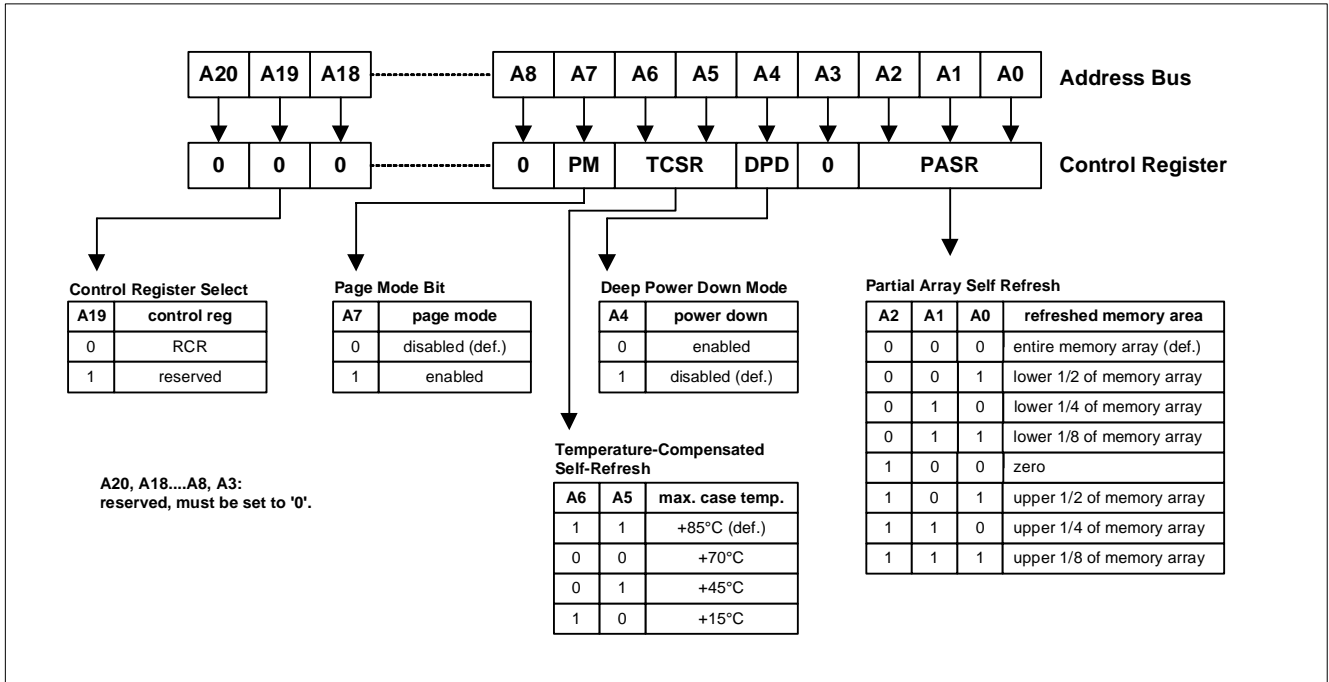 A20 A19 A18 A8 A7 A6 A5 A4 A3 A2 A1 A0 Address Bus
0 0 0 0 PM TCSR DPD 0 PASR Control Register
Control Register Select
A19 control reg
0 RCR
1 reserved
Page Mode Bit
A7 page mode
0 disabled (def.)
1 enabled
Deep Power Down Mode
A4 power down
0 enabled
1 disabled (def.)
Partial Array Self Refresh
A2 A1 A0 refreshed memory area
0 0 0 entire memory array (def.)
0 0 1 lower 1/2 of memory array
0 1 0 lower 1/4 of memory array
0 1 1 lower 1/8 of memory array
1 0 0 zero
1 0 1 upper 1/2 of memory array
1 1 0 upper 1/4 of memory array
1 1 1 upper 1/8 of memory array
Temperature-Compensated
Self-Refresh
A6 A5 max. case temp.
1 1 +85°C (def.)
0 0 +70°C
0 1 +45°C
1 0 +15°C
A20, A18....A8, A3:
reserved, must be set to '0'.